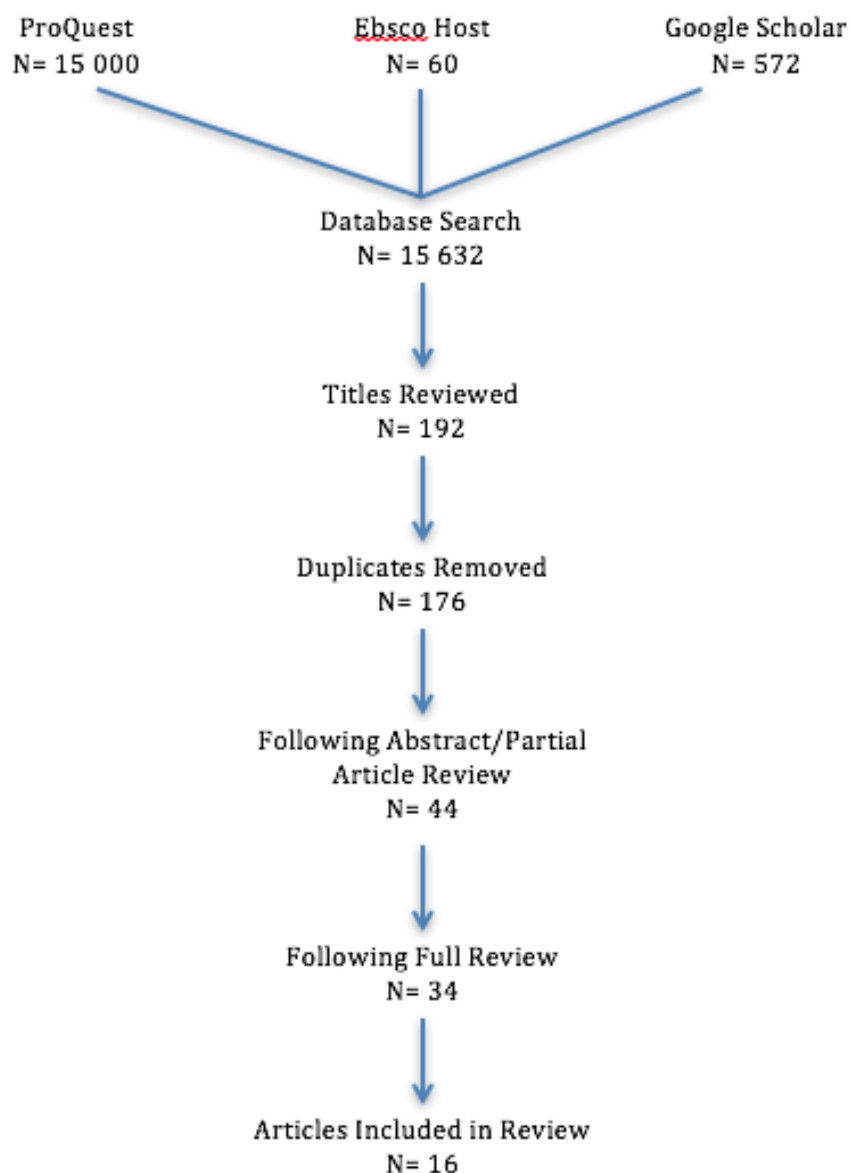 ProQuest
N= 15 000
Ebsco Host
N= 60
Google Scholar
N= 572
Database Search
N= 15 632
Titles Reviewed
N= 192
Duplicates Removed
N= 176
Following Abstract/Partial
Article Review
N= 44
Following Full Review
N= 34
Articles Included in Review
N= 16